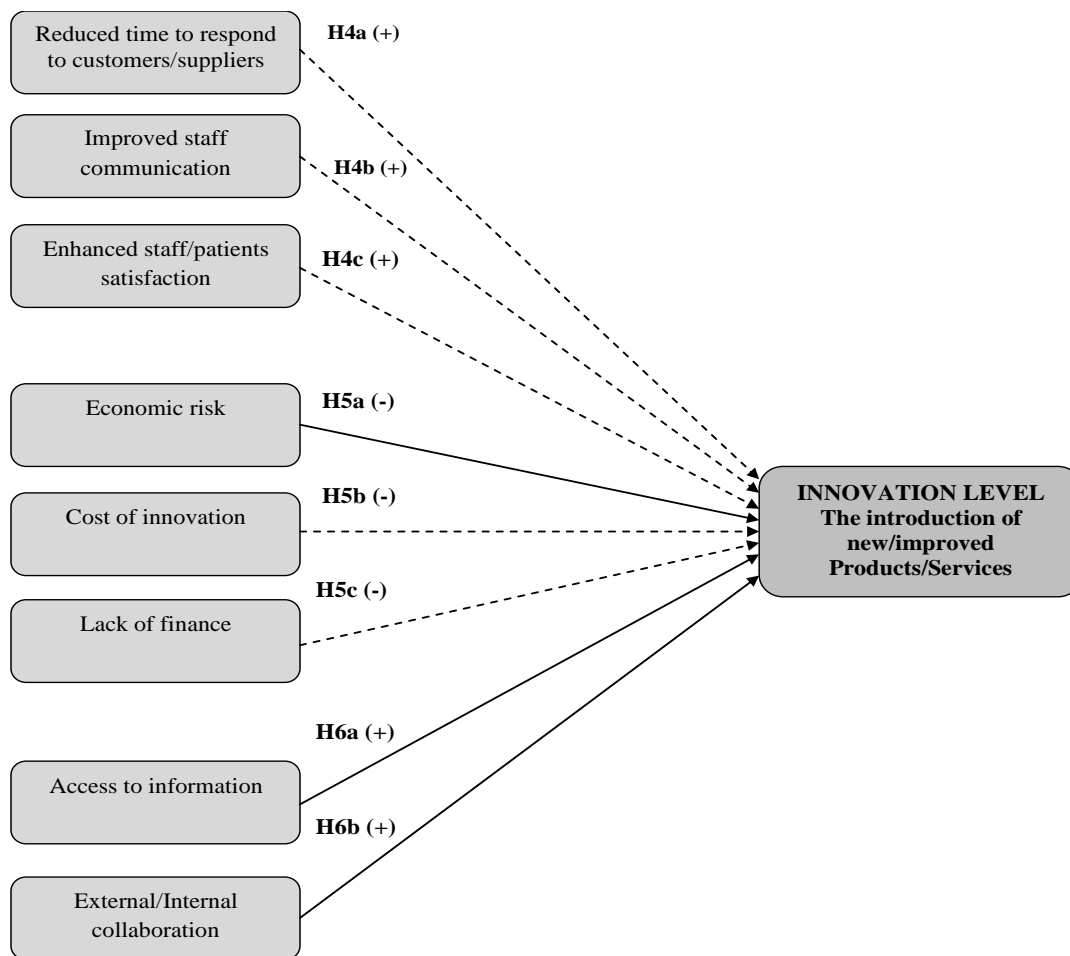 Reduced time to respond
to customers/suppliers
H4a (+)
Improved staff
communication
H4b (+)
Enhanced staff/patients
satisfaction
H4c (+)
Economic risk
H5a (-)
Cost of innovation
H5b (-)
Lack of finance
H5c (-)
Access to information
H6a (+)
External/Internal
collaboration
H6b (+)
INNOVATION LEVEL
The introduction of
new/improved
Products/Services